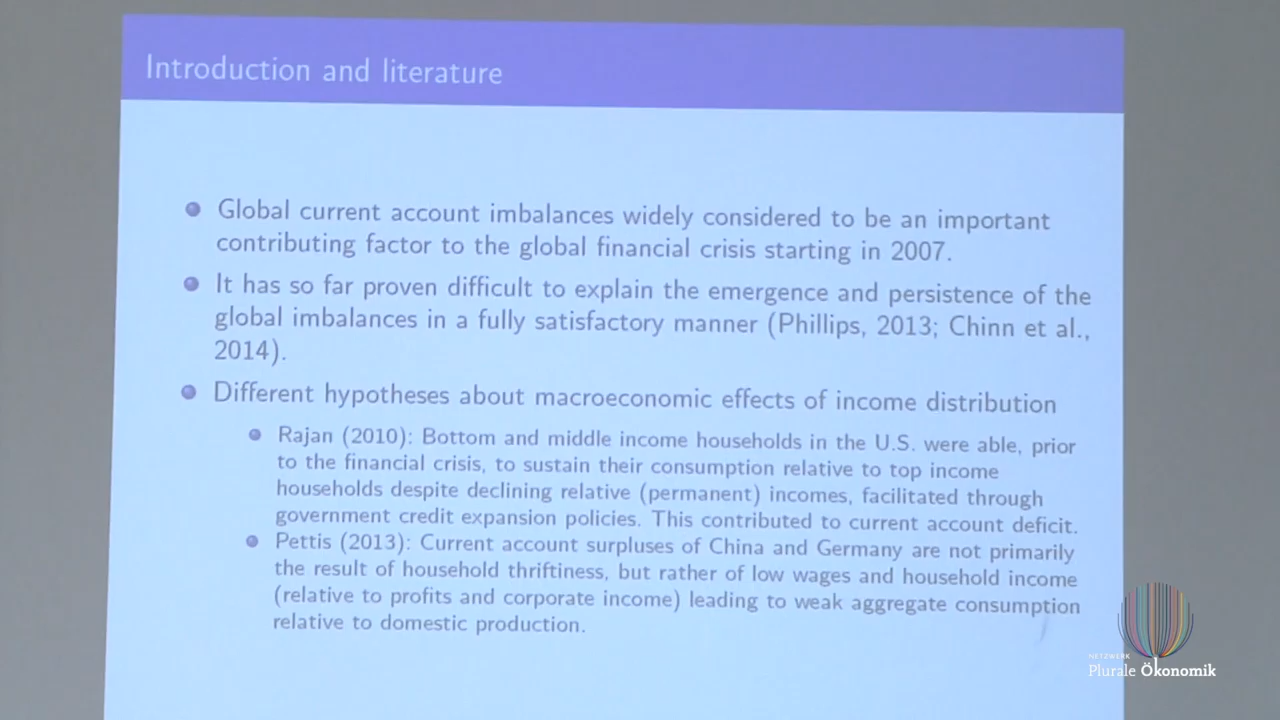 Introduction and literature
Global current account imbalances widely considered to be an important
contributing factor to the global financial crisis starting in 2007.
It has so far proven difficult to explain the emergence and persistence of the
global imbalances in a fully satisfactory manner (Phillips, 2013; Chinn et al.,
2014).
Different hypotheses about macroeconomic effects of income distribution
Rajan (2010): Bottom and middle income households in the U.S. were able, prior
to the financial crisis, to sustain their consumption relative to top income
households despite declining relative (permanent) incomes, facilitated through
government credit expansion policies. This contributed to current account deficit.
Pettis (2013): Current account surpluses of China and Germany are not primarily
the result of household thriftiness, but rather of low wages and household income
(relative to profits and corporate income) leading to weak aggregate consumption
relative to domestic production.
NETZWERK
Plurale Ökonomik